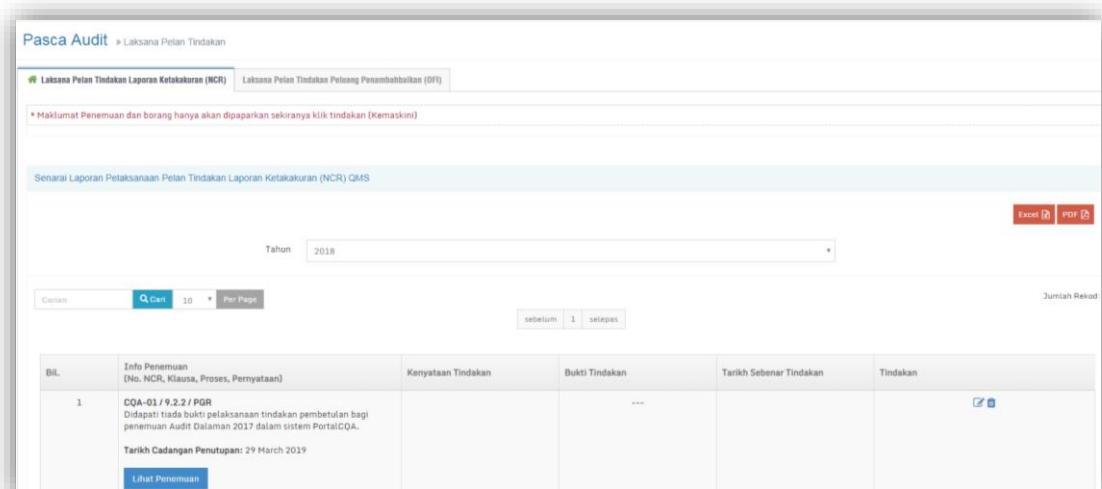 Pasca Audit » Laksana Pelan Tindakan
Laksana Pelan Tindakan Laporan Ketakakuran (NCR) Laksana Pelan Tindakan Peluang Penambahbaikan (OFI)
* Maklumat Penemuan dan borang hanya akan dipaparkan sekiranya klik tindakan (Kemaskini)
Senarai Laporan Pelaksanaan Pelan Tindakan Laporan Ketakakuran (NCR) QMS
Excel PDF
Tahun 2018
Carian Cari 10 Per Page Jumlah Rekod:
sebelum 1 selepas
Bil. Info Penemuan Kenyataan Tindakan Bukti Tindakan Tarikh Sebenar Tindakan Tindakan
(No. NCR, Klausa, Proses, Pernyataan)
1 CQA-01 / 9.2.2 / PGR ---
Didapati tiada bukti pelaksanaan tindakan pembetulan bagi
penemuan Audit Dalaman 2017 dalam sistem PortalCQA.
Tarikh Cadangan Penutupan: 29 March 2019
Lihat Penemuan